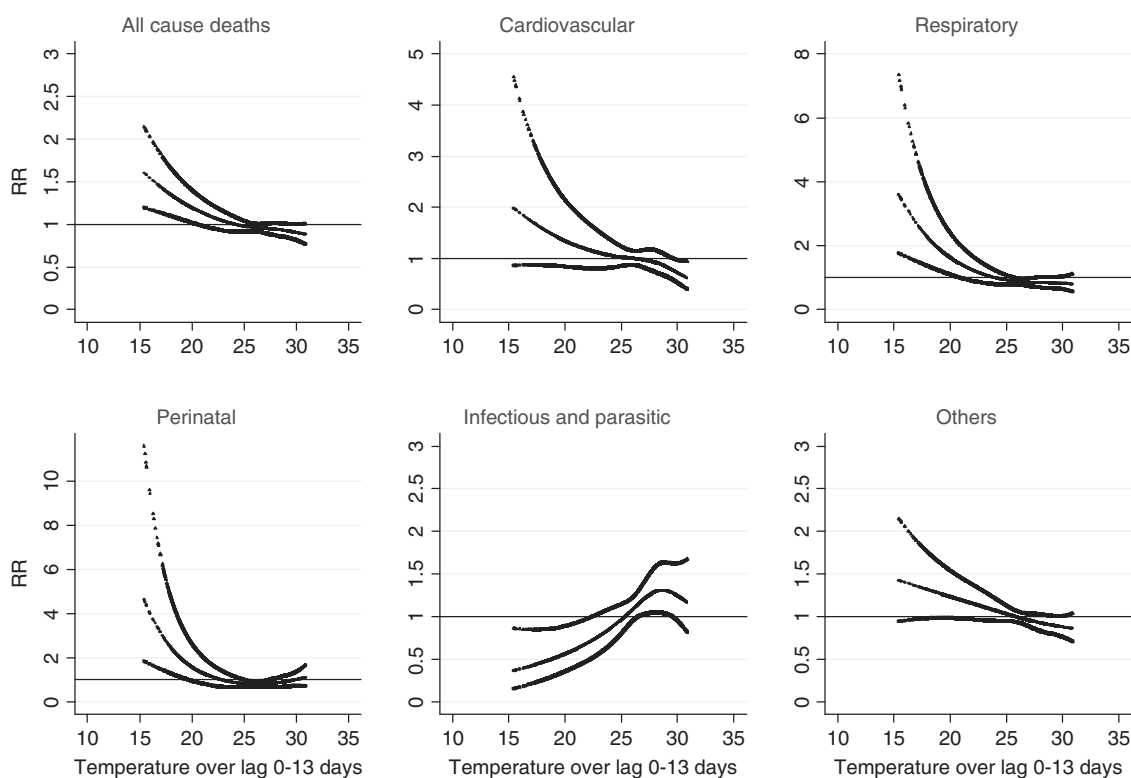 All cause deaths Cardiovascular Respiratory
RR
3
2.5
2
1.5
1
0.5
0
10 15 20 25 30 35
5
4
3
2
1
0
10 15 20 25 30 35
8
6
4
2
0
10 15 20 25 30 35
Perinatal Infectious and parasitic Others
RR
10
8
6
4
2
0
10 15 20 25 30 35
Temperature over lag 0-13 days
3
2.5
2
1.5
1
0.5
0
10 15 20 25 30 35
Temperature over lag 0-13 days
3
2.5
2
1.5
1
0.5
0
10 15 20 25 30 35
Temperature over lag 0-13 days